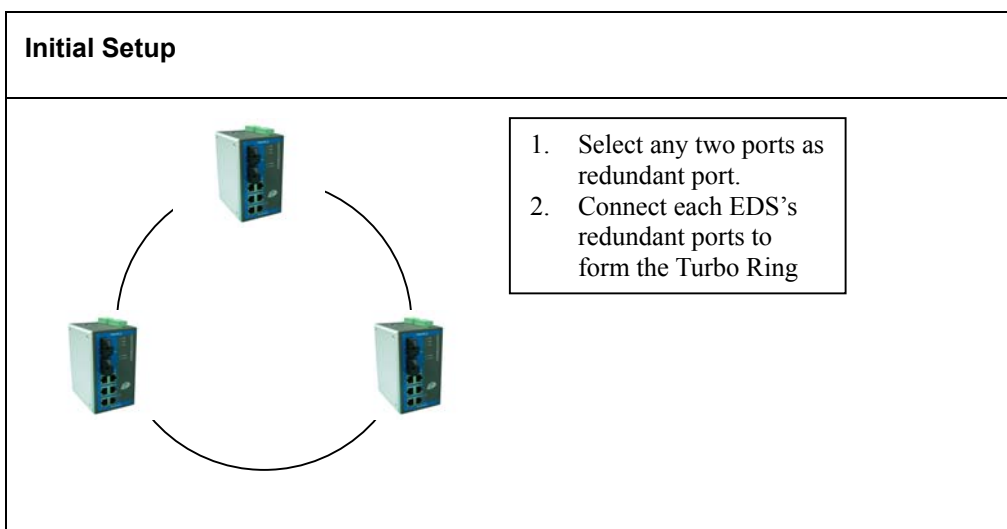 Initial Setup
1. Select any two ports as
redundant port.
2. Connect each EDS’s
redundant ports to
form the Turbo Ring